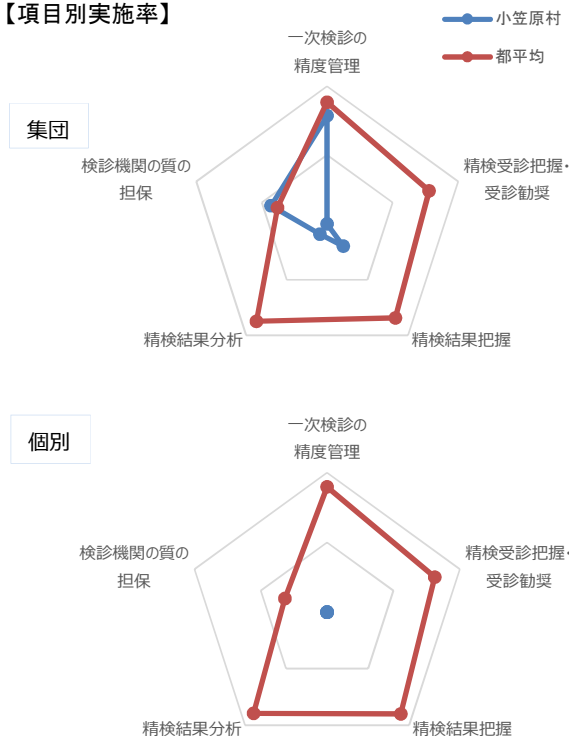 【項目別実施率】
小笠原村
都平均
集団
一次検診の
精度管理
精検受診把握・
受診勧奨
精検結果把握
精検結果分析
検診機関の質の
担保
個別
一次検診の
精度管理
精検受診把握・
受診勧奨
精検結果把握
精検結果分析
検診機関の質の
担保